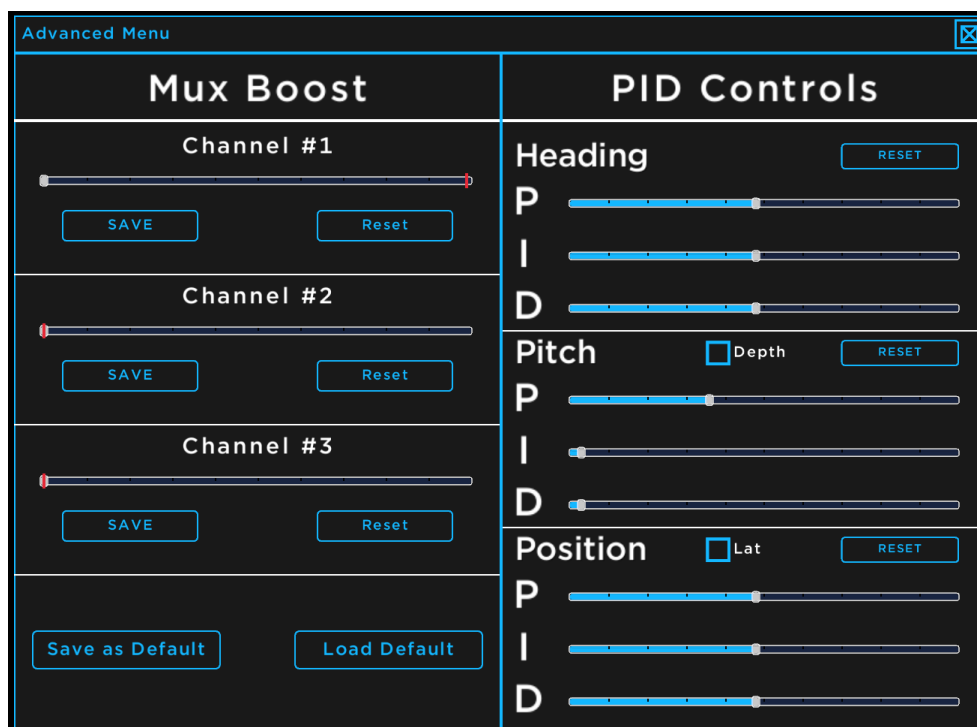 Advanced Menu
Mux Boost
Channel #1
SAVE Reset
Channel #2
SAVE Reset
Channel #3
SAVE Reset
Save as Default Load Default
PID Controls
Heading RESET
P
I
D
Pitch Depth RESET
P
I
D
Position Lat RESET
P
I
D